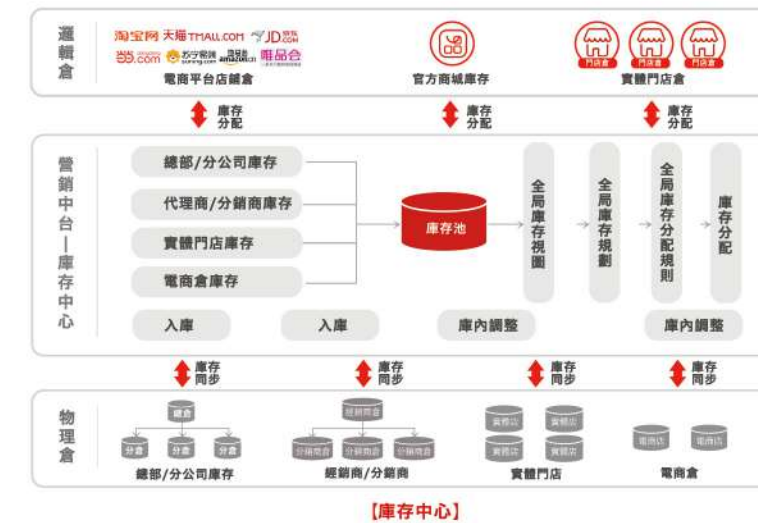 邏輯倉
淘宝网 天猫 TMALL.COM JD京东
当当.com 苏宁易购 suning.com amazon.cn 唯品会
電商平台店鋪倉
官方商城庫存
門店倉 門店倉 門店倉
實體門店倉
庫存分配
庫存分配
庫存分配
營銷中台|庫存中心
總部/分公司庫存
代理商/分銷商庫存
實體門店庫存
電商倉庫存
庫存池
全局庫存視圖
全局庫存規劃
全局庫存分配規則
庫存分配
入庫
入庫
庫內調整
庫內調整
庫存同步
庫存同步
庫存同步
庫存同步
物理倉
總倉
分倉 分倉 分倉
總部/分公司庫存
經銷商倉
分銷商倉 分銷商倉 分銷商倉
經銷商/分銷商
實體店 實體店
實體店 實體店
實體門店
電商店 電商店
電商倉
【庫存中心】